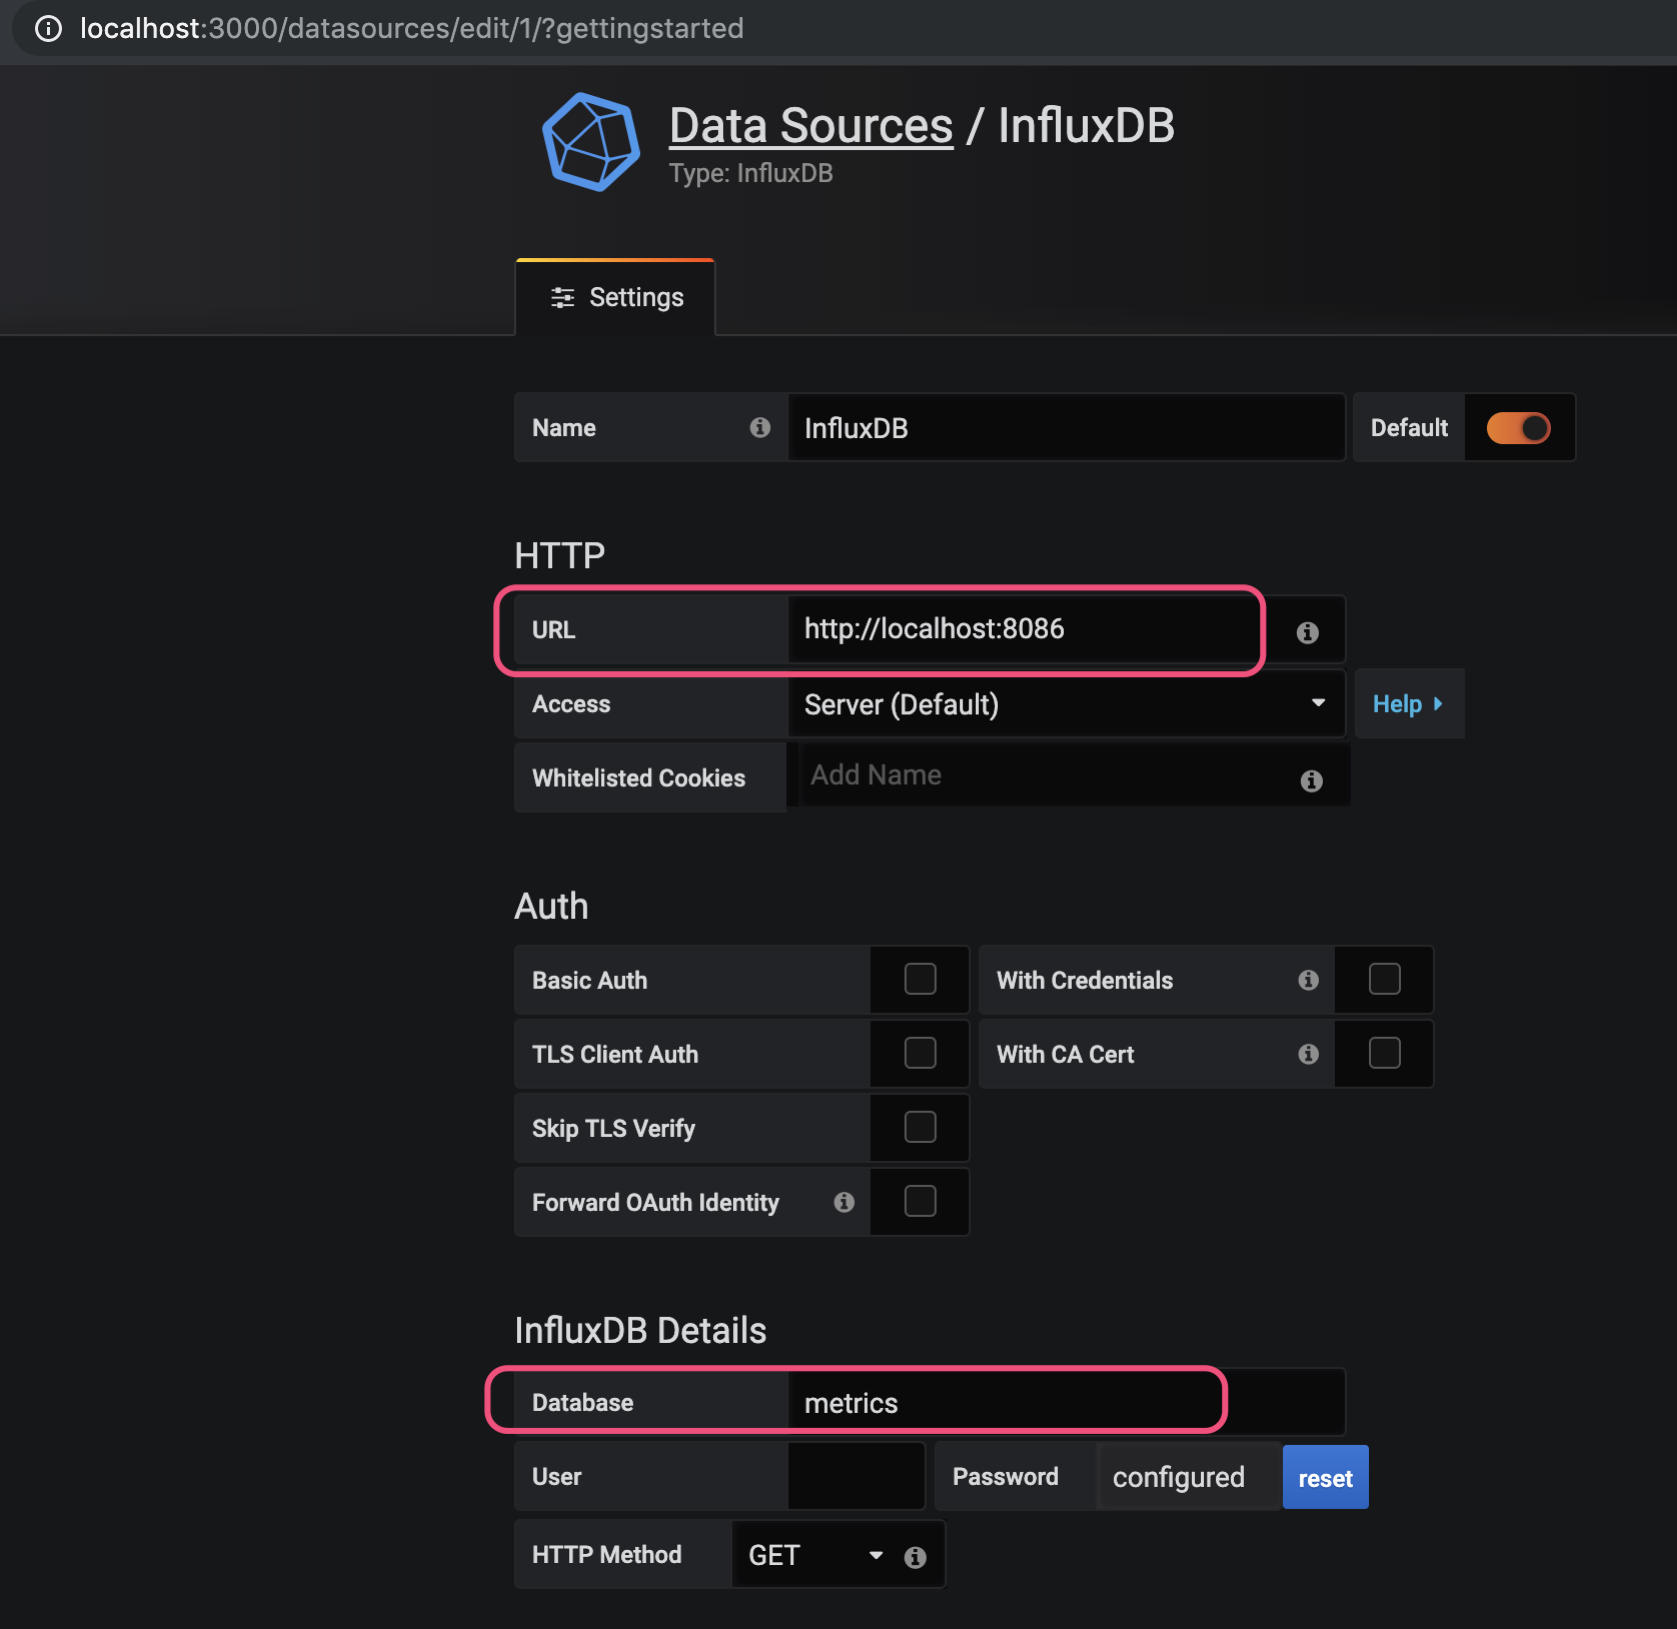 localhost:3000/datasources/edit/1/?gettingstarted
Data Sources / InfluxDB
Type: InfluxDB
Settings
Name InfluxDB Default
HTTP
URL http://localhost:8086
Access Server (Default) Help
Whitelisted Cookies Add Name
Auth
Basic Auth With Credentials
TLS Client Auth With CA Cert
Skip TLS Verify
Forward OAuth Identity
InfluxDB Details
Database metrics
User Password configured reset
HTTP Method GET